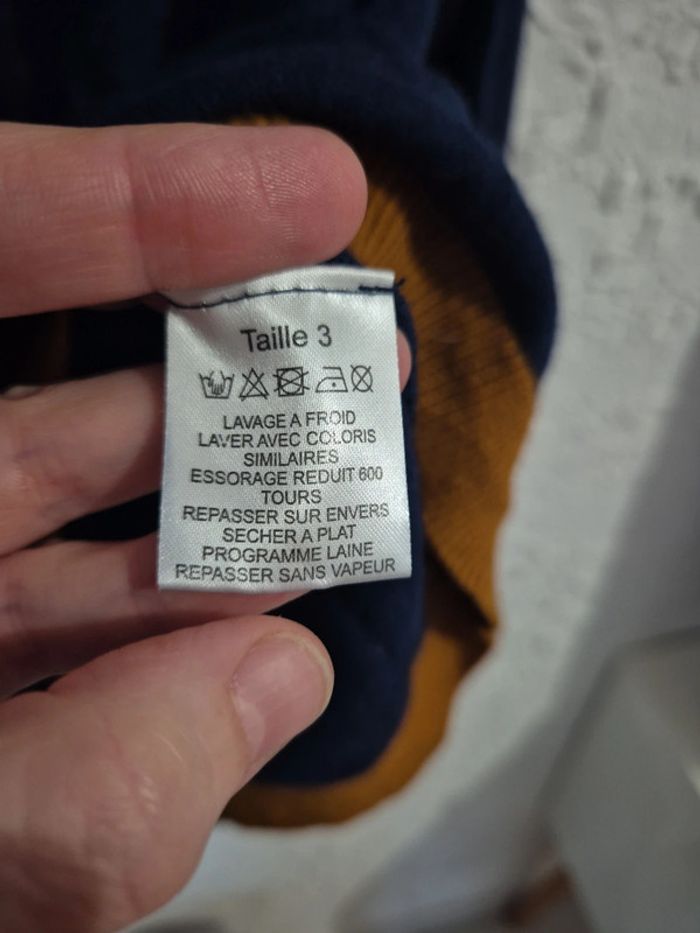 Taille 3
LAVAGE A FROID
LAVER AVEC COLORIS
SIMILAIRES
ESSORAGE REDUIT 600
TOURS
REPASSER SUR ENVERS
SECHER A PLAT
PROGRAMME LAINE
REPASSER SANS VAPEUR